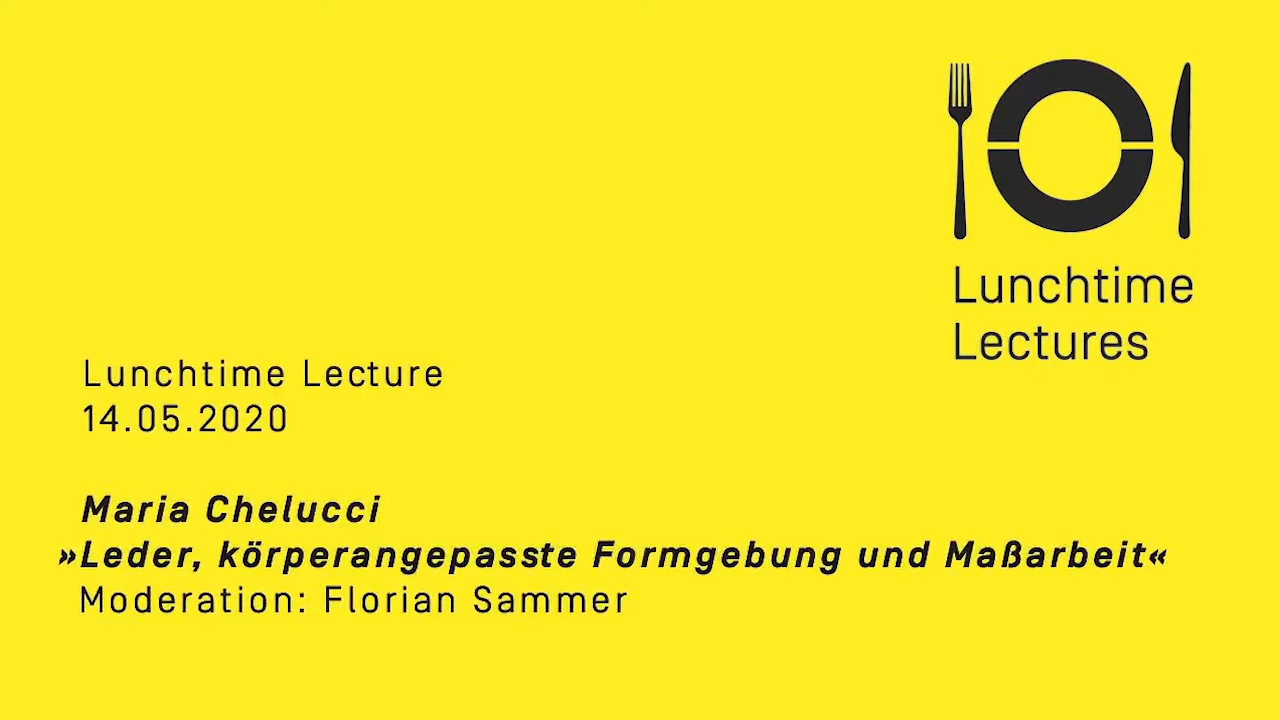 Lunchtime
Lectures
Lunchtime Lecture
14.05.2020
Maria Chelucci
»Leder, körperangepasste Formgebung und Maßarbeit«
Moderation: Florian Sammer